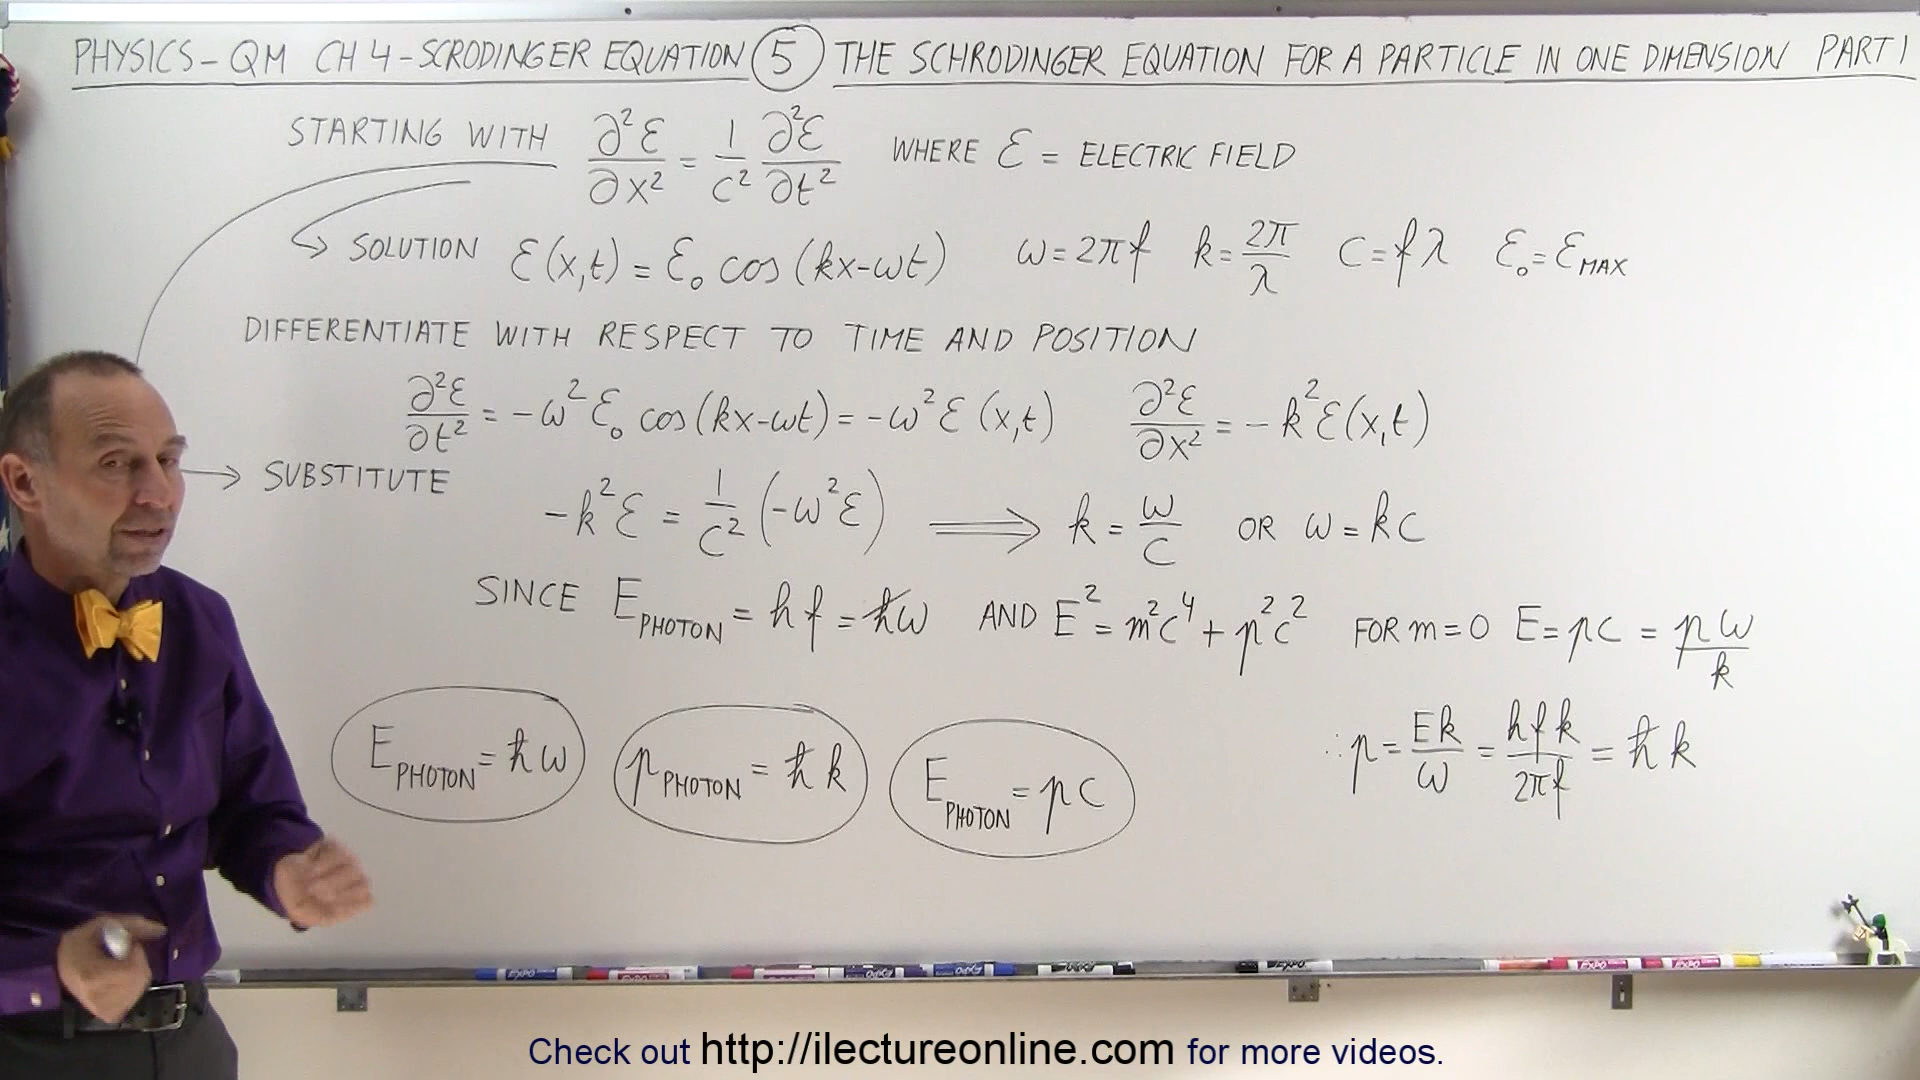 PHYSICS - QM CH 4 - SCRODINGER EQUATION (5) THE SCHRODINGER EQUATION FOR A PARTICLE IN ONE DIMENSION PART 1
STARTING WITH ∂²ℰ/∂x² = 1/c² ∂²ℰ/∂t² WHERE ℰ = ELECTRIC FIELD
SOLUTION ℰ(x,t) = ℰ₀ cos(kx-ωt) ω=2πf k=2π/λ C=fλ ℰ₀=ℰMAX
DIFFERENTIATE WITH RESPECT TO TIME AND POSITION
∂²ℰ/∂t² = -ω²ℰ₀ cos(kx-ωt) = -ω²ℰ(x,t) ∂²ℰ/∂x² = -k²ℰ(x,t)
→ SUBSTITUTE
-k²ℰ = 1/c² (-ω²ℰ) ⟹ k = ω/c OR ω = kc
SINCE EPHOTON = hf = ħω AND E² = m²c⁴ + p²c² FOR m=0 E=pc = pω/k
EPHOTON = ħω pPHOTON = ħk EPHOTON = pc ∴ p = Ek/ω = hfk/2πf = ħk
EXPO
EXPO
EXPO
Check out http://ilectureonline.com for more videos.